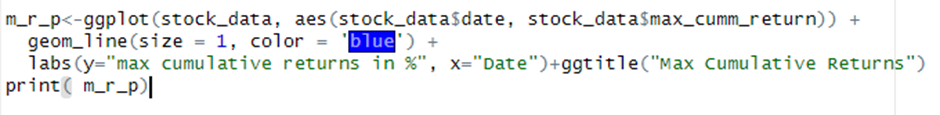 m_r_p<-ggplot(stock_data, aes(stock_data$date, stock_data$max_cumm_return)) +
  geom_line(size = 1, color = 'blue') +
  labs(y="max cumulative returns in %", x="Date")+ggtitle("Max Cumulative Returns")
print( m_r_p)